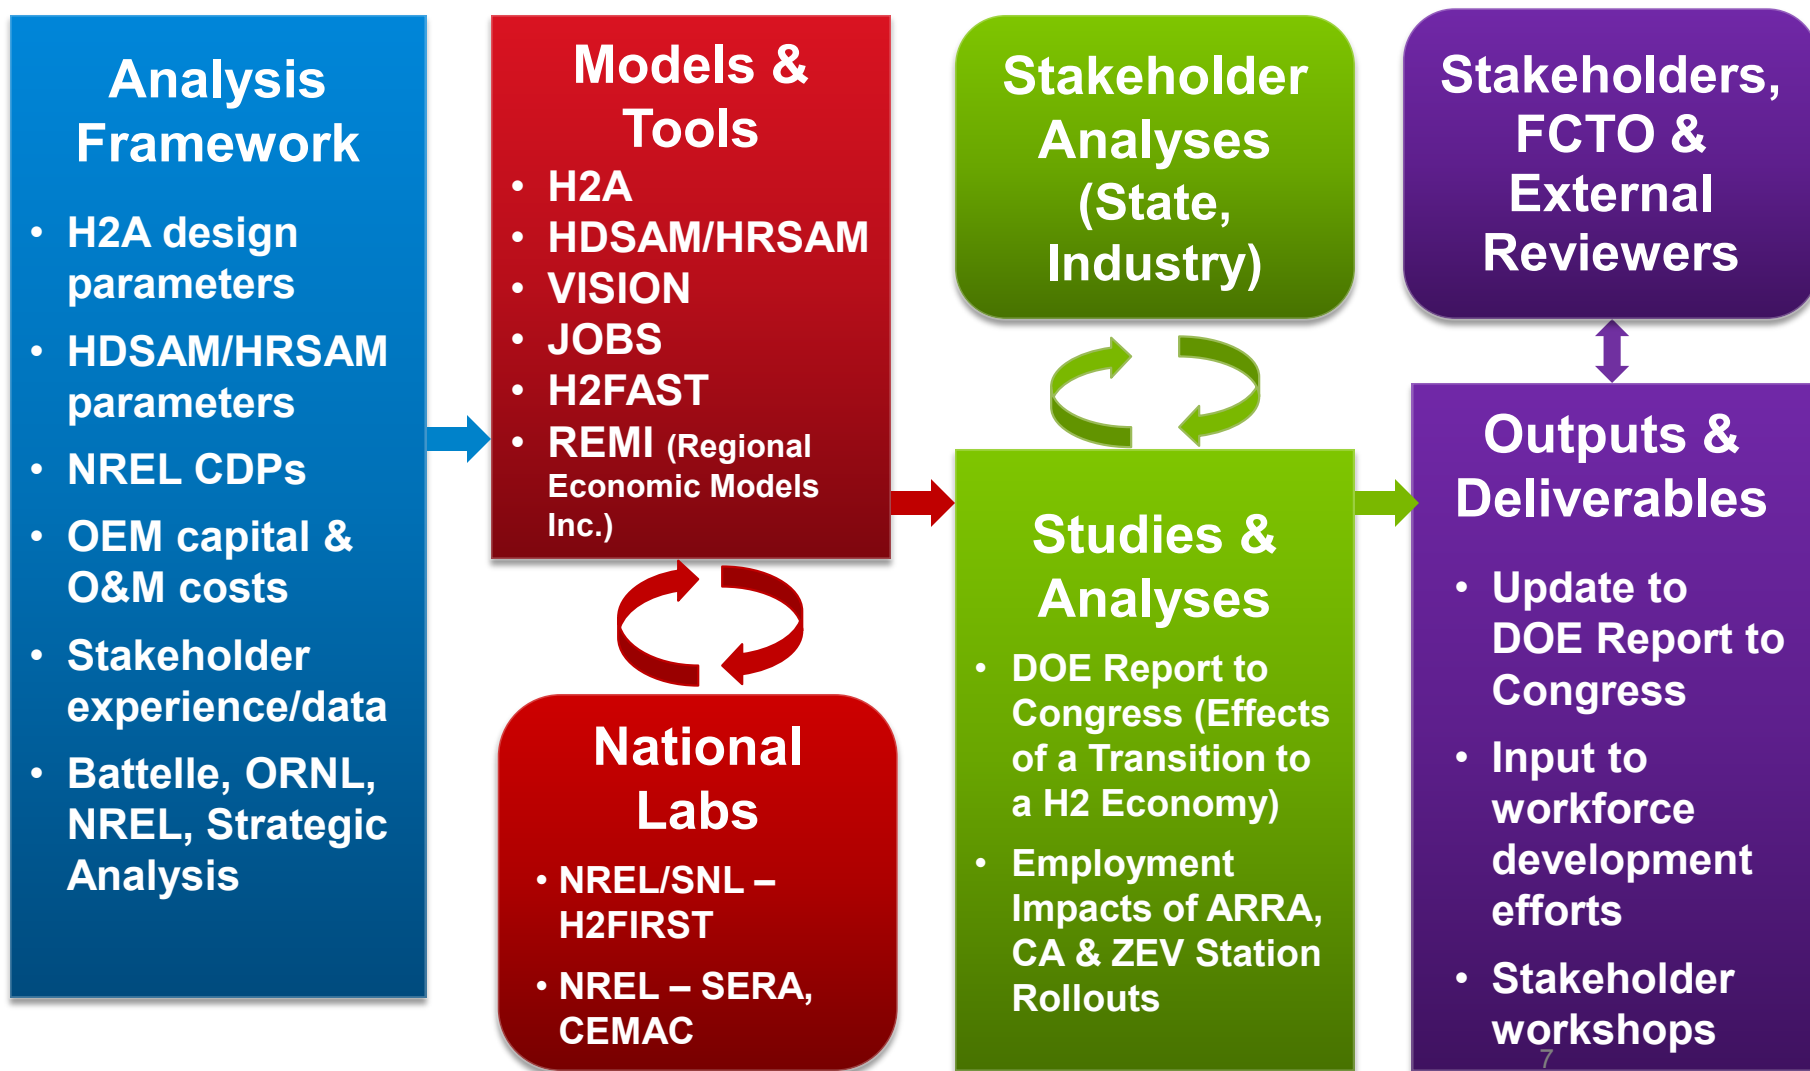 Analysis
Framework
• H2A design
parameters
• HDSAM/HRSAM
parameters
• NREL CDPs
• OEM capital &
O&M costs
• Stakeholder
experience/data
• Battelle, ORNL,
NREL, Strategic
Analysis
Models &
Tools
• H2A
• HDSAM/HRSAM
• VISION
• JOBS
• H2FAST
• REMI (Regional
Economic Models
Inc.)
National
Labs
• NREL/SNL –
H2FIRST
• NREL – SERA,
CEMAC
Stakeholder
Analyses
(State,
Industry)
Studies &
Analyses
• DOE Report to
Congress (Effects
of a Transition to
a H2 Economy)
• Employment
Impacts of ARRA,
CA & ZEV Station
Rollouts
Stakeholders,
FCTO &
External
Reviewers
Outputs &
Deliverables
• Update to
DOE Report to
Congress
• Input to
workforce
development
efforts
• Stakeholder
workshops
7